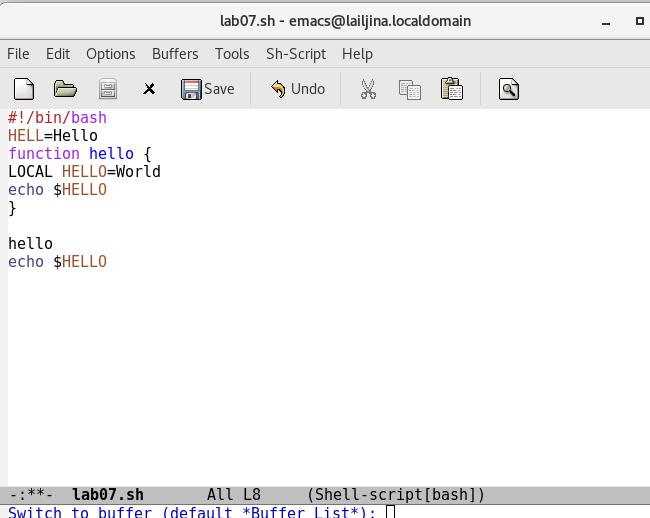 lab07.sh - emacs@lailjina.localdomain
File Edit Options Buffers Tools Sh-Script Help
Save Undo
#!/bin/bash
HELL=Hello
function hello {
LOCAL HELLO=World
echo $HELLO
}
hello
echo $HELLO
-:**- lab07.sh All L8 (Shell-script[bash])
Switch to buffer (default *Buffer List*):